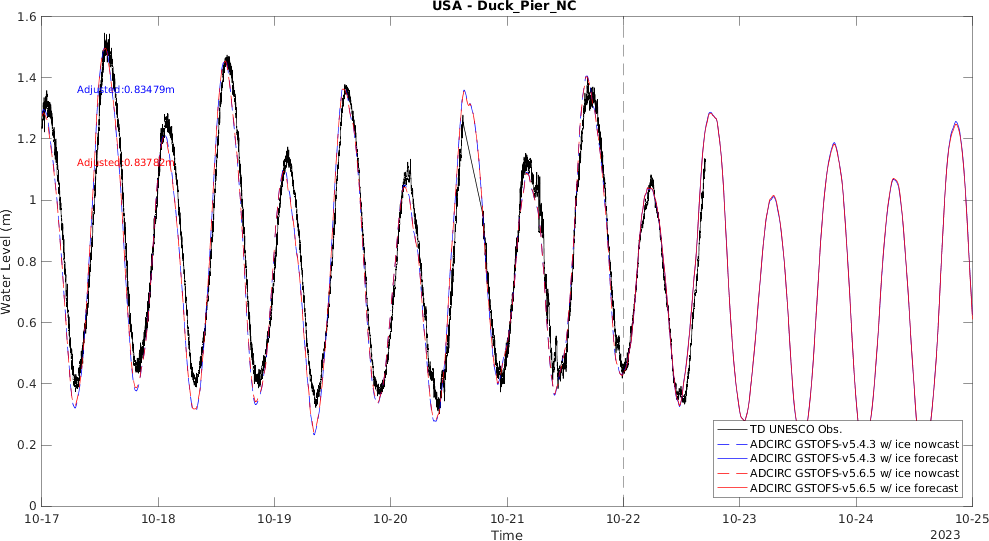 USA - Duck_Pier_NC
1.6
1.4
Adjusted:0.83479m
1.2
Adjusted:0.83782m
1
Water Level (m)
0.8
0.6
0.4
TD UNESCO Obs.
0.2
ADCIRC GSTOFS-v5.4.3 w/ ice nowcast
ADCIRC GSTOFS-v5.4.3 w/ ice forecast
ADCIRC GSTOFS-v5.6.5 w/ ice nowcast
ADCIRC GSTOFS-v5.6.5 w/ ice forecast
0
10-17 10-18 10-19 10-20 10-21 10-22 10-23 10-24 10-25
Time
2023